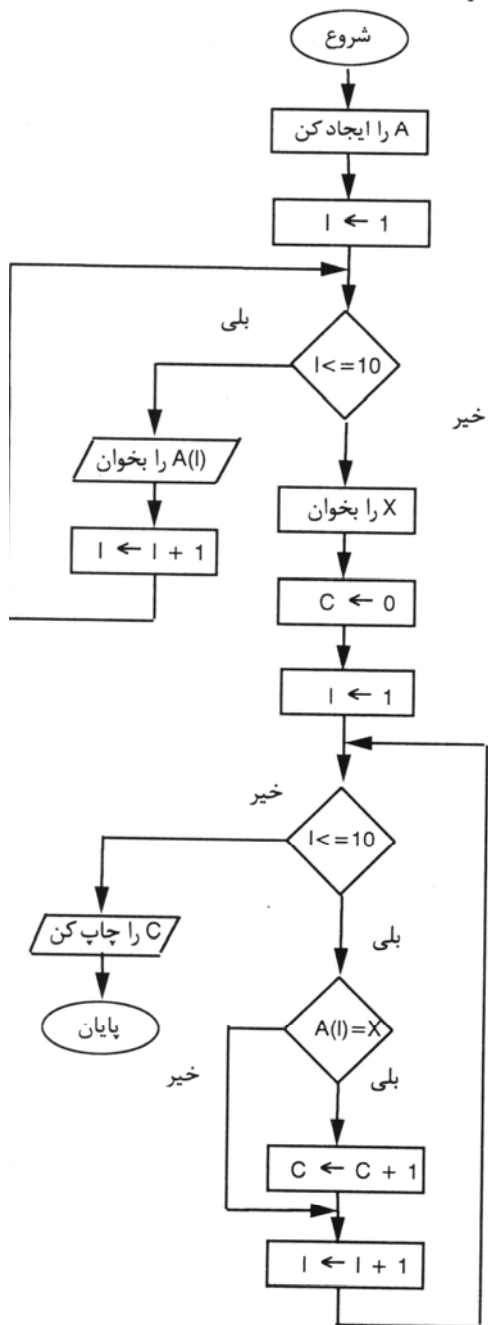 شروع
A را ایجاد کن
I ← 1
بلی
I<=10
خیر
A(I) را بخوان
X را بخوان
I ← I + 1
C ← 0
I ← 1
خیر
I<=10
C را چاپ کن
بلی
پایان
A(I)=X
خیر
بلی
C ← C + 1
I ← I + 1